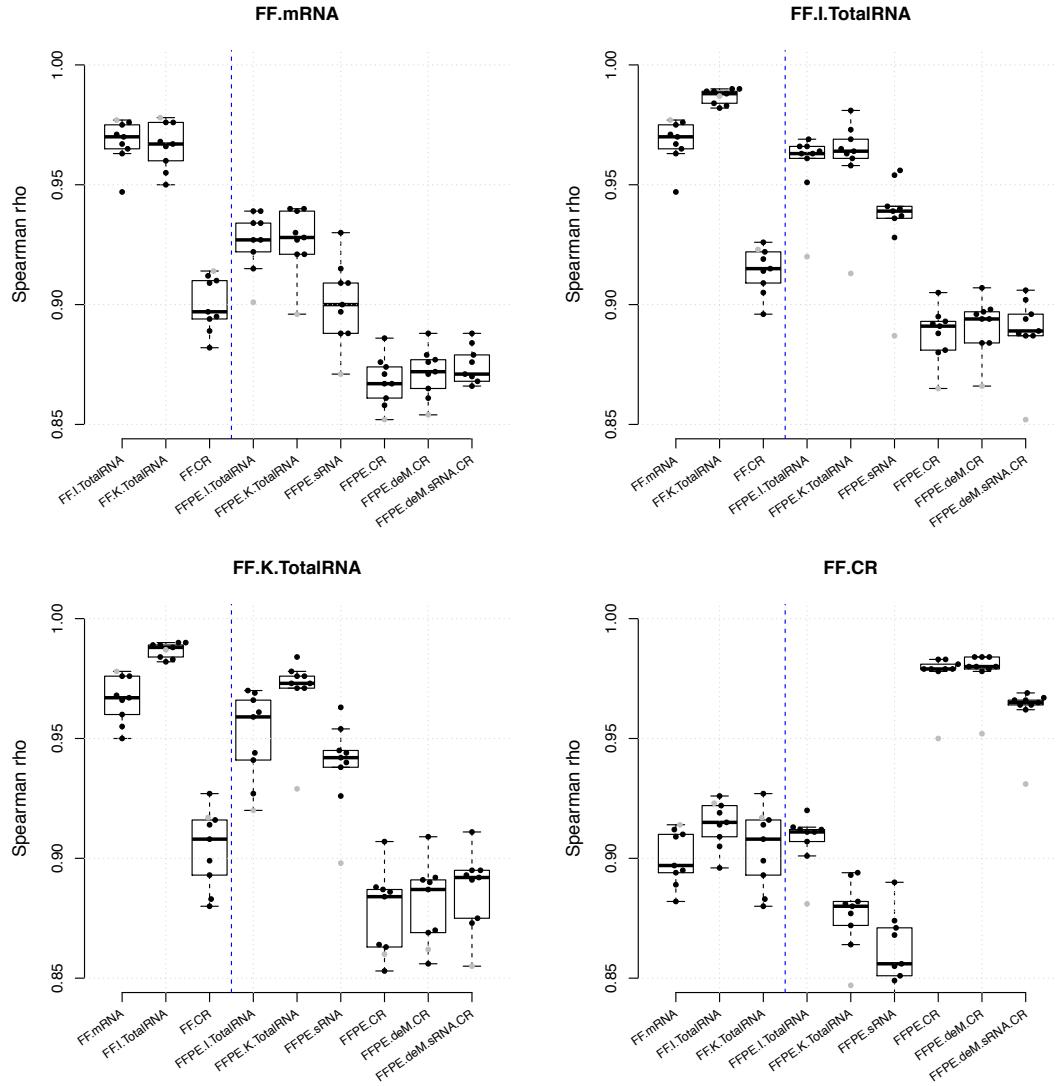 FF.mRNA
Spearman rho
1.00
0.95
0.90
0.85
FF.I.TotalRNA
FF.K.TotalRNA
FF.CR
FFPE.I.TotalRNA
FFPE.K.TotalRNA
FFPE.sRNA
FFPE.CR
FFPE.deM.CR
FFPE.deM.sRNA.CR
FF.I.TotalRNA
Spearman rho
1.00
0.95
0.90
0.85
FF.mRNA
FF.K.TotalRNA
FF.CR
FFPE.I.TotalRNA
FFPE.K.TotalRNA
FFPE.sRNA
FFPE.CR
FFPE.deM.CR
FFPE.deM.sRNA.CR
FF.K.TotalRNA
Spearman rho
1.00
0.95
0.90
0.85
FF.mRNA
FF.I.TotalRNA
FF.CR
FFPE.I.TotalRNA
FFPE.K.TotalRNA
FFPE.sRNA
FFPE.CR
FFPE.deM.CR
FFPE.deM.sRNA.CR
FF.CR
Spearman rho
1.00
0.95
0.90
0.85
FF.mRNA
FF.I.TotalRNA
FF.K.TotalRNA
FFPE.I.TotalRNA
FFPE.K.TotalRNA
FFPE.sRNA
FFPE.CR
FFPE.deM.CR
FFPE.deM.sRNA.CR